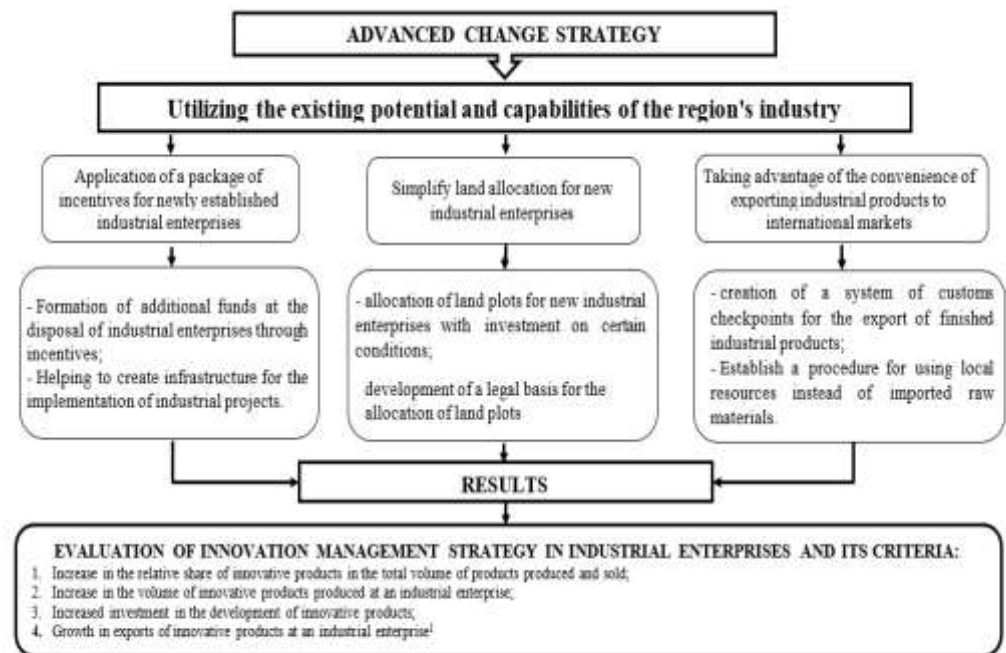 ADVANCED CHANGE STRATEGY
Utilizing the existing potential and capabilities of the region's industry
Application of a package of
incentives for newly established
industrial enterprises
Simplify land allocation for new
industrial enterprises
Taking advantage of the convenience of
exporting industrial products to
international markets
- Formation of additional funds at the
disposal of industrial enterprises through
incentives;
- Helping to create infrastructure for the
implementation of industrial projects.
- allocation of land plots for new industrial
enterprises with investment on certain
conditions;
development of a legal basis for the
allocation of land plots
- creation of a system of customs
checkpoints for the export of finished
industrial products;
- Establish a procedure for using local
resources instead of imported raw
materials.
RESULTS
EVALUATION OF INNOVATION MANAGEMENT STRATEGY IN INDUSTRIAL ENTERPRISES AND ITS CRITERIA:
1. Increase in the relative share of innovative products in the total volume of products produced and sold;
2. Increase in the volume of innovative products produced at an industrial enterprise;
3. Increased investment in the development of innovative products;
4. Growth in exports of innovative products at an industrial enterprise¹